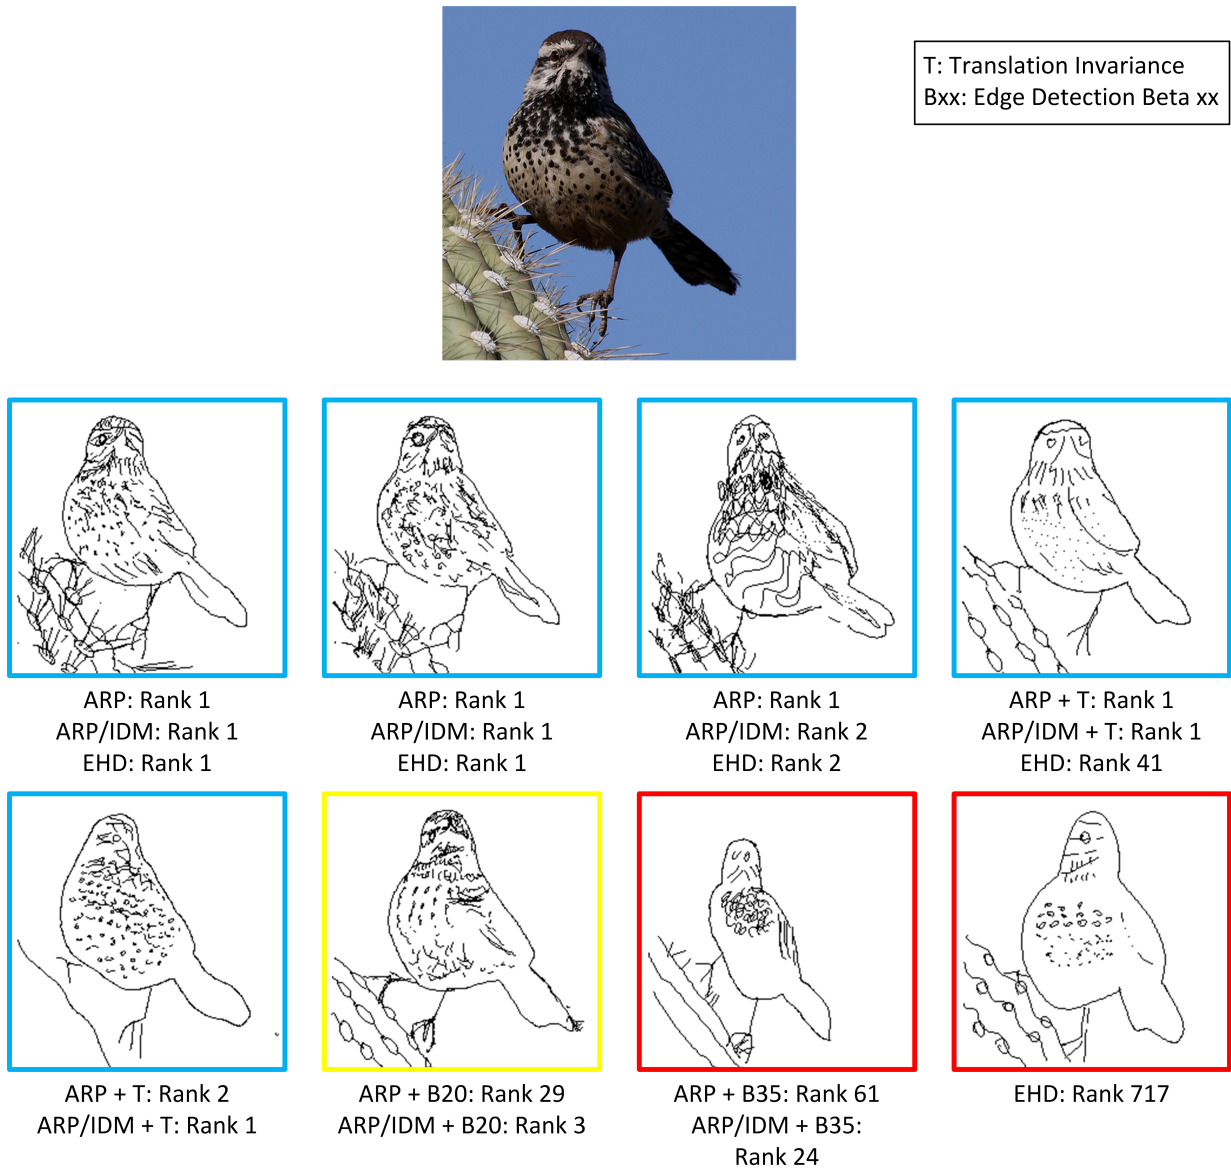 T: Translation Invariance
Bxx: Edge Detection Beta xx
ARP: Rank 1
ARP/IDM: Rank 1
EHD: Rank 1
ARP: Rank 1
ARP/IDM: Rank 1
EHD: Rank 1
ARP: Rank 1
ARP/IDM: Rank 2
EHD: Rank 2
ARP + T: Rank 1
ARP/IDM + T: Rank 1
EHD: Rank 41
ARP + T: Rank 2
ARP/IDM + T: Rank 1
ARP + B20: Rank 29
ARP/IDM + B20: Rank 3
ARP + B35: Rank 61
ARP/IDM + B35:
Rank 24
EHD: Rank 717